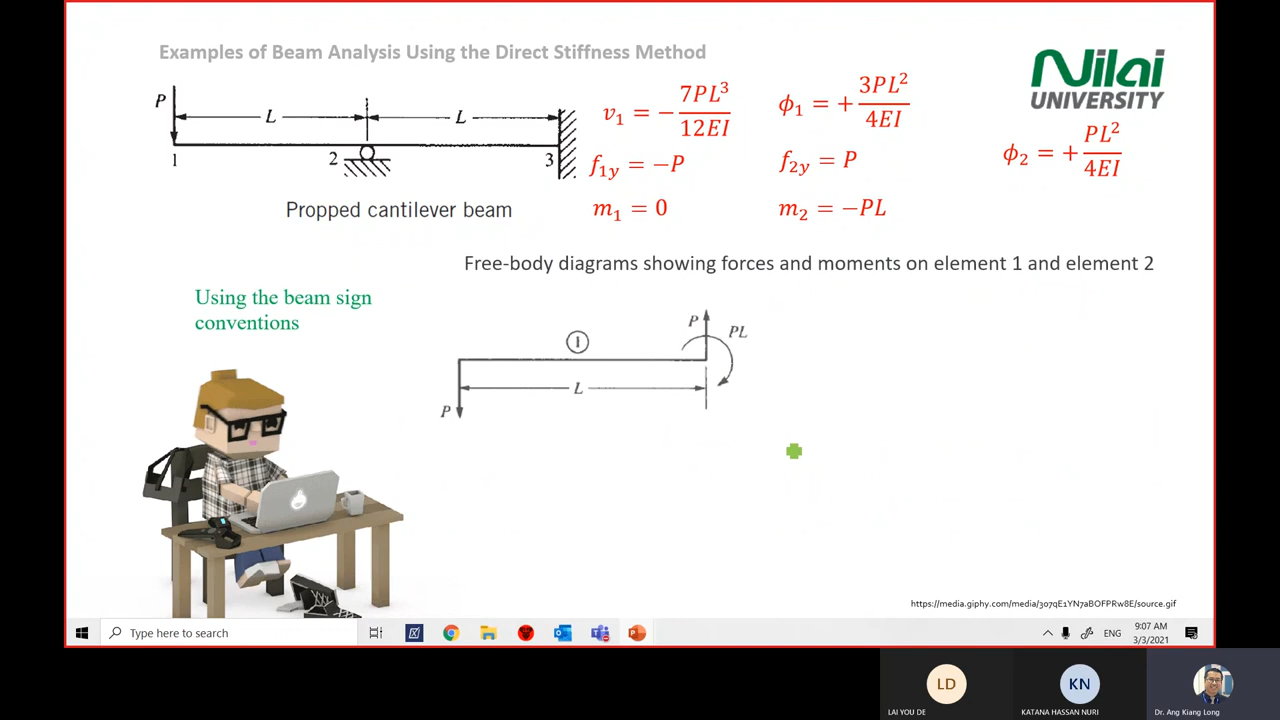 Examples of Beam Analysis Using the Direct Stiffness Method
Nilai
UNIVERSITY
P
L
L
1
2
3
Propped cantilever beam
v₁ = − 7PL³/12EI
ϕ₁ = + 3PL²/4EI
ϕ₂ = + PL²/4EI
f₁y = −P
f₂y = P
m₁ = 0
m₂ = −PL
Free-body diagrams showing forces and moments on element 1 and element 2
Using the beam sign
conventions
1
P
PL
L
P
https://media.giphy.com/media/307qE1YN7aBOFPRw8E/source.gif
Type here to search
ENG
9:07 AM
3/3/2021
LD
LAI YOU DE
KN
KATANA HASSAN NURI
Dr. Ang Kiang Long